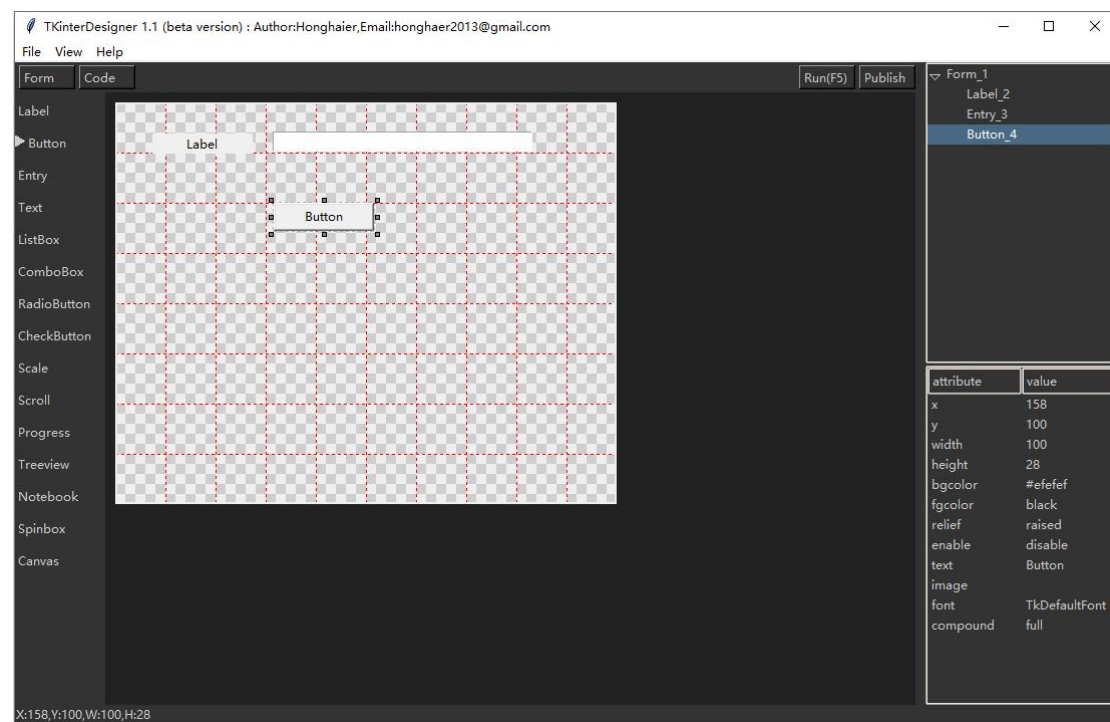 TKinterDesigner 1.1 (beta version) : Author:Honghaier,Email:honghaer2013@gmail.com
File View Help
Form Code Run(F5) Publish
Label
Button
Entry
Text
ListBox
ComboBox
RadioButton
CheckButton
Scale
Scroll
Progress
Treeview
Notebook
Spinbox
Canvas
Label
Button
Form_1
Label_2
Entry_3
Button_4
attribute value
x 158
y 100
width 100
height 28
bgcolor #efefef
fgcolor black
relief raised
enable disable
text Button
image
font TkDefaultFont
compound full
X:158,Y:100,W:100,H:28